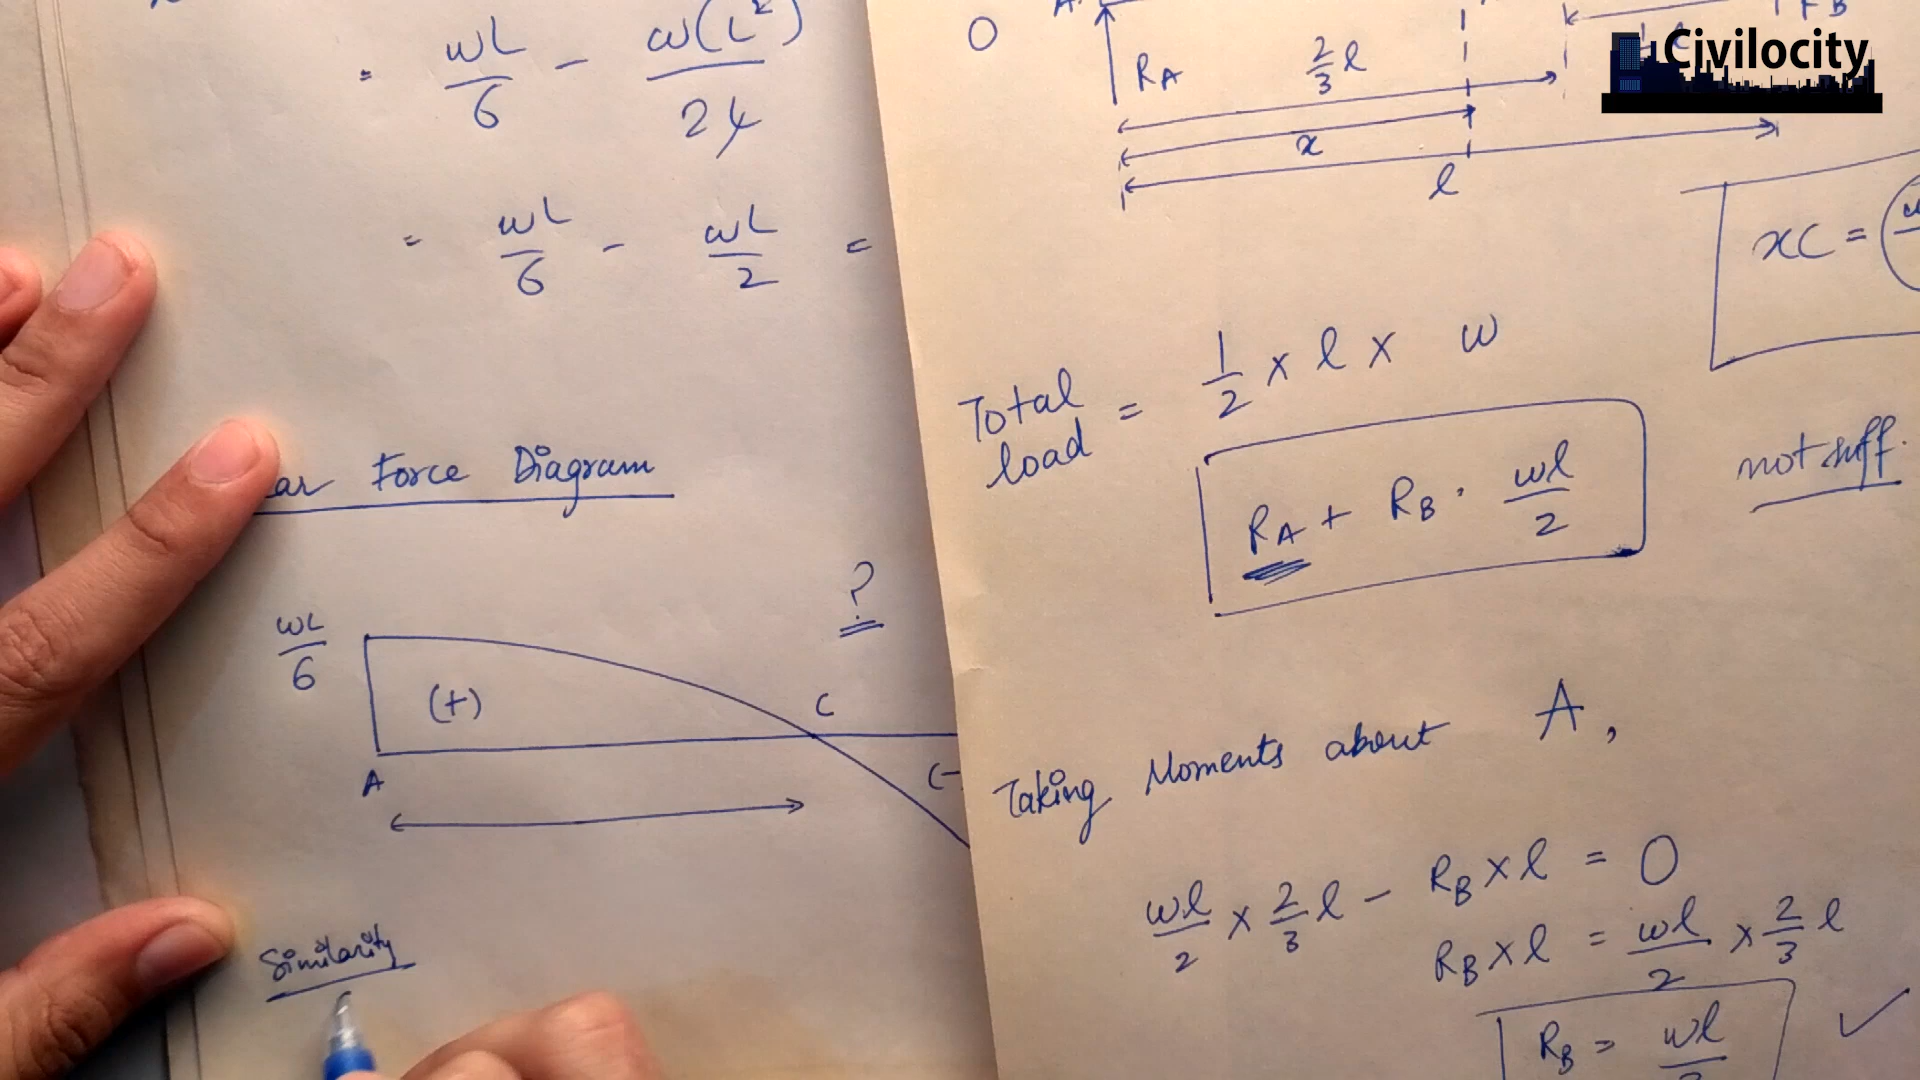 = wL/6 - w(L²)/24
= wL/6 - wL/2 =
ar Force Diagram
?
wL/6
(+)
C
A
(-
Similarity
O
RA
2/3 l
x
l
Civilocity
xC =
Total load = 1/2 x l x w
RA + RB · wl/2
not suff.
Taking Moments about A,
wl/2 x 2/3 l - RB x l = 0
RB x l = wl/2 x 2/3 l
RB = wl